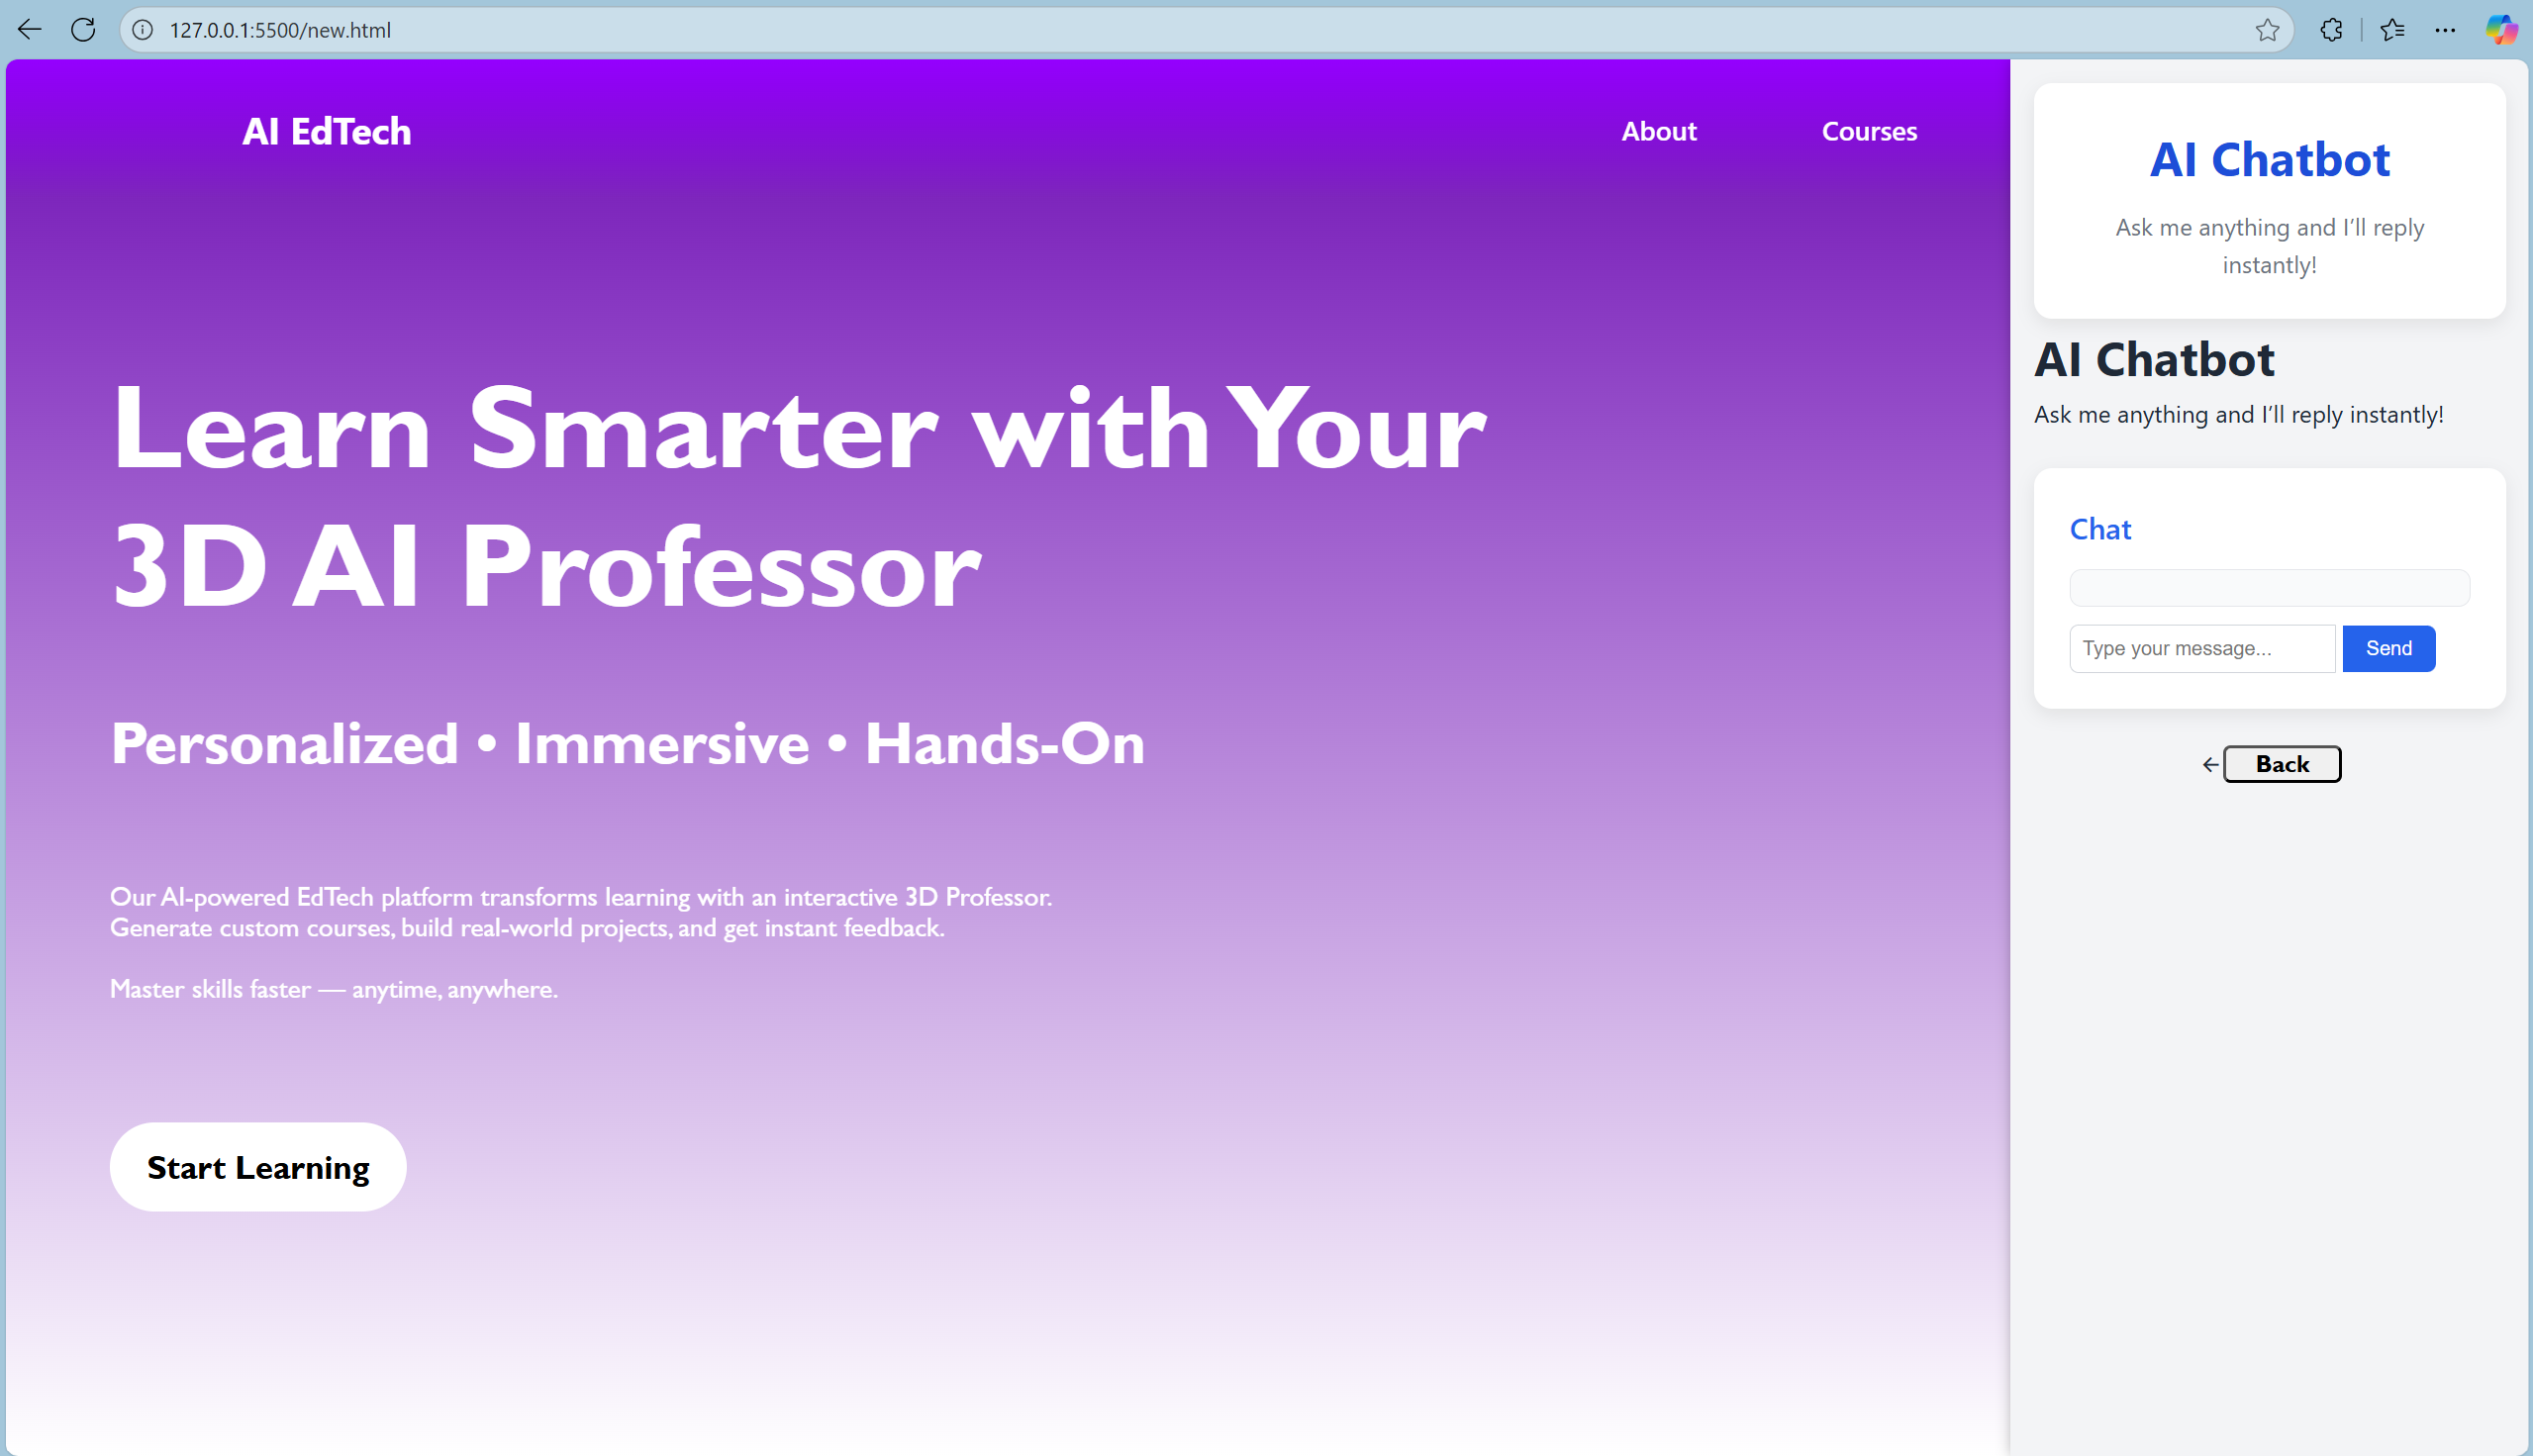 127.0.0.1:5500/new.html
AI EdTech
About
Courses
Learn Smarter with Your
3D AI Professor
Personalized • Immersive • Hands-On
Our AI-powered EdTech platform transforms learning with an interactive 3D Professor.
Generate custom courses, build real-world projects, and get instant feedback.
Master skills faster — anytime, anywhere.
Start Learning
AI Chatbot
Ask me anything and I’ll reply
instantly!
AI Chatbot
Ask me anything and I’ll reply instantly!
Chat
Type your message...
Send
← Back